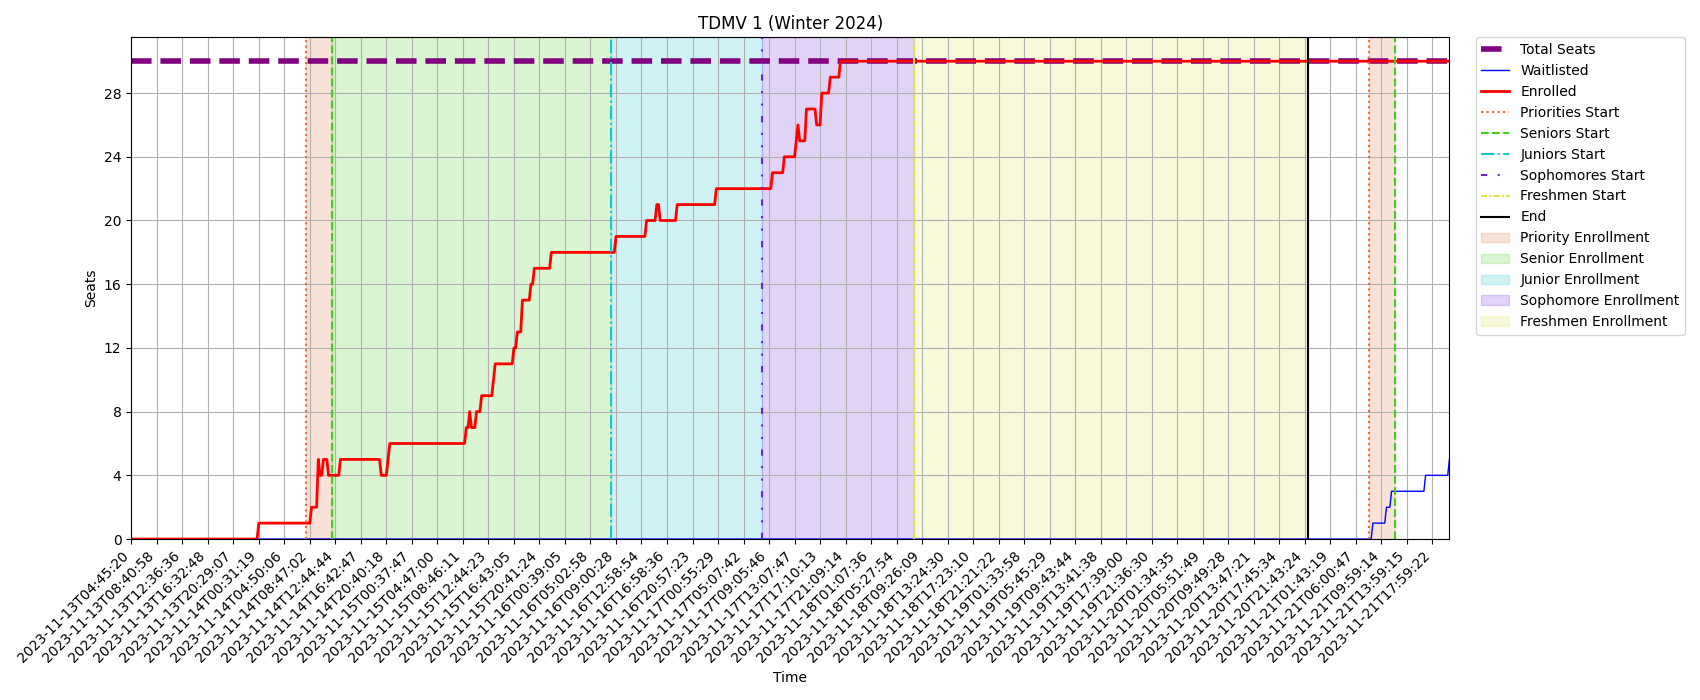 TDMV 1 (Winter 2024)
Total Seats
Waitlisted
Enrolled
Priorities Start
Seniors Start
Juniors Start
Sophomores Start
Freshmen Start
End
Priority Enrollment
Senior Enrollment
Junior Enrollment
Sophomore Enrollment
Freshmen Enrollment
Seats
28
24
20
16
12
8
4
0
2023-11-13T04:45:20
2023-11-13T08:40:58
2023-11-13T12:36:36
2023-11-13T16:32:48
2023-11-13T20:29:07
2023-11-14T00:31:19
2023-11-14T04:50:06
2023-11-14T08:47:02
2023-11-14T12:44:44
2023-11-14T16:42:47
2023-11-14T20:40:18
2023-11-15T00:37:47
2023-11-15T04:47:00
2023-11-15T08:46:11
2023-11-15T12:44:23
2023-11-15T16:43:05
2023-11-15T20:41:24
2023-11-16T00:39:05
2023-11-16T05:02:58
2023-11-16T09:00:28
2023-11-16T12:58:54
2023-11-16T16:58:36
2023-11-16T20:57:23
2023-11-17T00:55:29
2023-11-17T05:07:42
2023-11-17T09:05:46
2023-11-17T13:07:47
2023-11-17T17:10:13
2023-11-17T21:09:14
2023-11-18T01:07:36
2023-11-18T05:27:54
2023-11-18T09:26:09
2023-11-18T13:24:30
2023-11-18T17:23:10
2023-11-18T21:21:22
2023-11-19T01:33:58
2023-11-19T05:45:29
2023-11-19T09:43:44
2023-11-19T13:41:38
2023-11-19T17:39:00
2023-11-19T21:36:30
2023-11-20T01:34:35
2023-11-20T05:51:49
2023-11-20T09:49:28
2023-11-20T13:47:21
2023-11-20T17:45:34
2023-11-20T21:43:24
2023-11-21T01:43:19
2023-11-21T06:00:47
2023-11-21T09:59:14
2023-11-21T13:59:15
2023-11-21T17:59:22
Time